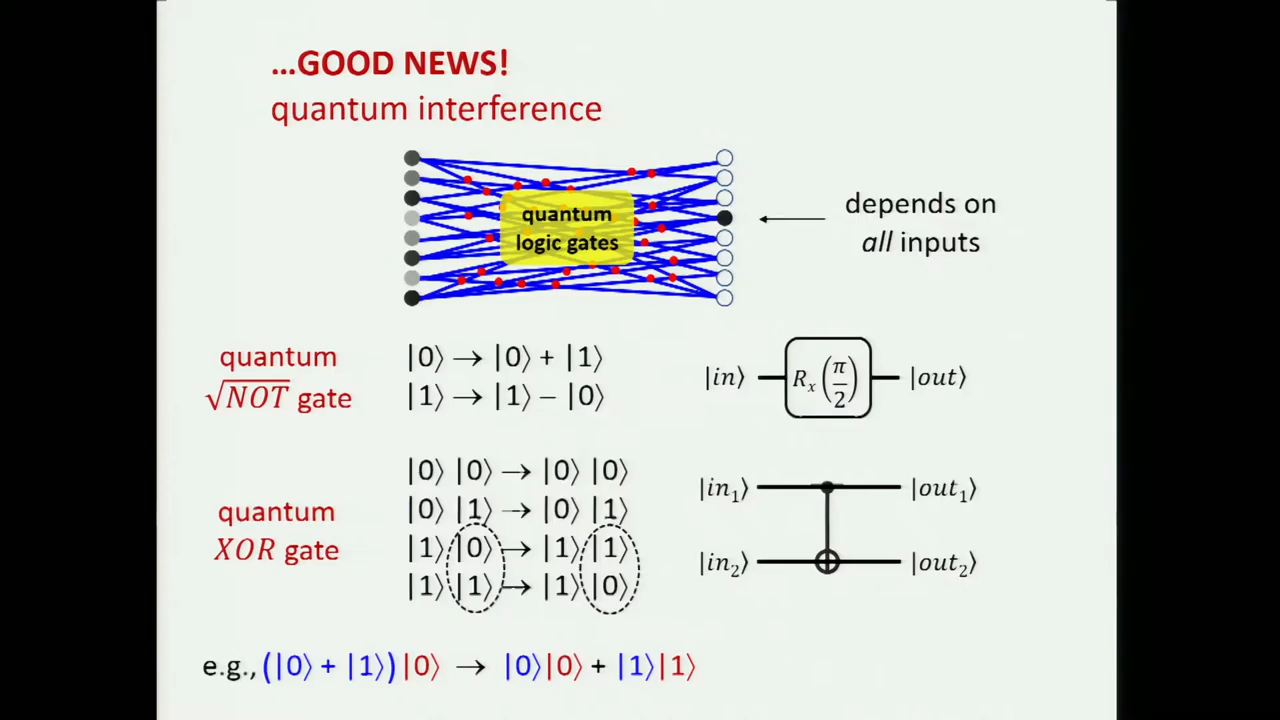 ...GOOD NEWS!
quantum interference
quantum
logic gates
depends on
all inputs
quantum
√NOT gate
|0⟩ → |0⟩ + |1⟩
|1⟩ → |1⟩ − |0⟩
|in⟩ R_x(π/2) |out⟩
quantum
XOR gate
|0⟩ |0⟩ → |0⟩ |0⟩
|0⟩ |1⟩ → |0⟩ |1⟩
|1⟩ |0⟩ → |1⟩ |1⟩
|1⟩ |1⟩ → |1⟩ |0⟩
|in₁⟩ |out₁⟩
|in₂⟩ |out₂⟩
e.g., (|0⟩ + |1⟩)|0⟩ → |0⟩|0⟩ + |1⟩|1⟩